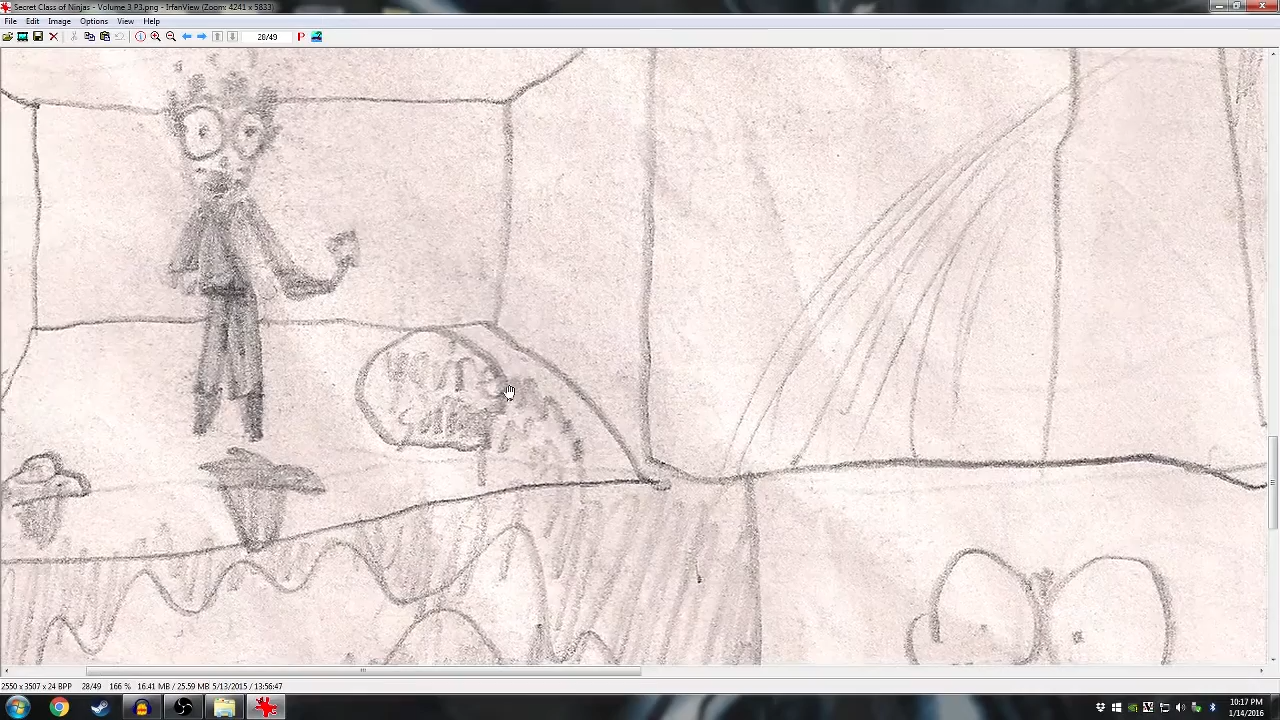 Secret Class of Ninjas - Volume 3 P3.png - IrfanView (Zoom: 4241 x 5833)
File Edit Image Options View Help
28/49
2550 x 3507 x 24 BPP 28/49 166 % 16.41 MB / 25.59 MB 5/13/2015 / 13:56:47
10:17 PM
1/14/2016